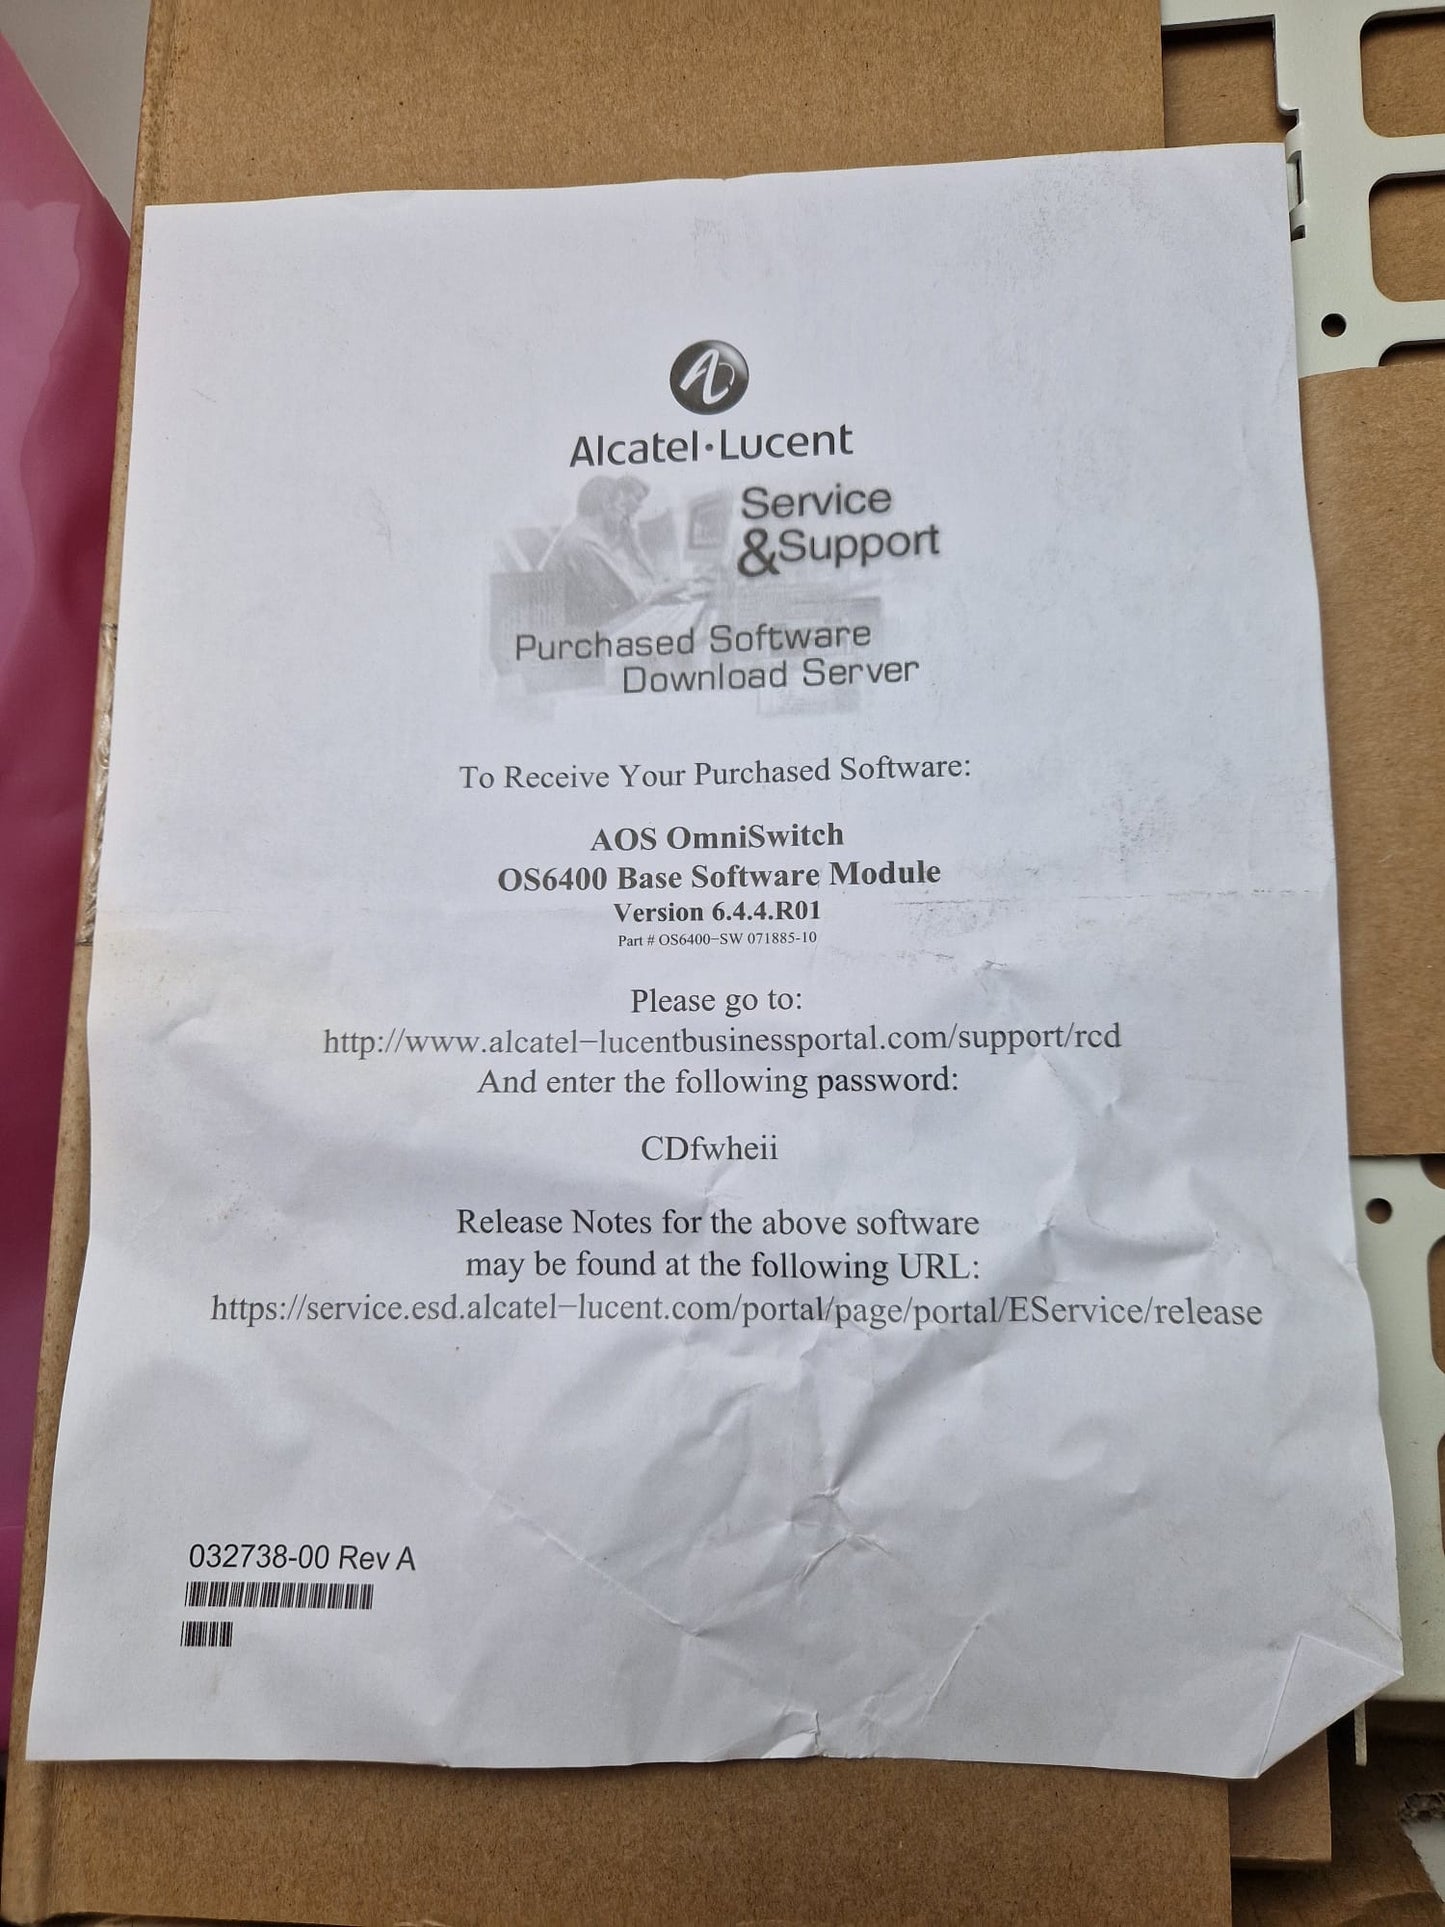 Alcatel·Lucent
Service
&Support
Purchased Software
Download Server
To Receive Your Purchased Software:
AOS OmniSwitch
OS6400 Base Software Module
Version 6.4.4.R01
Part # OS6400-SW 071885-10
Please go to:
http://www.alcatel-lucentbusinessportal.com/support/rcd
And enter the following password:
CDfwheii
Release Notes for the above software
may be found at the following URL:
https://service.esd.alcatel-lucent.com/portal/page/portal/EService/release
032738-00 Rev A